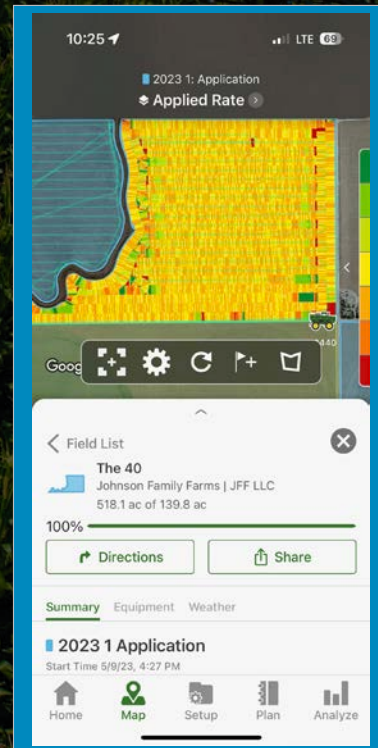 10:25
LTE 69
2023 1: Application
Applied Rate
Goog
440
Field List
The 40
Johnson Family Farms | JFF LLC
518.1 ac of 139.8 ac
100%
Directions
Share
Summary Equipment Weather
2023 1 Application
Start Time 5/9/23, 4:27 PM
Home Map Setup Plan Analyze